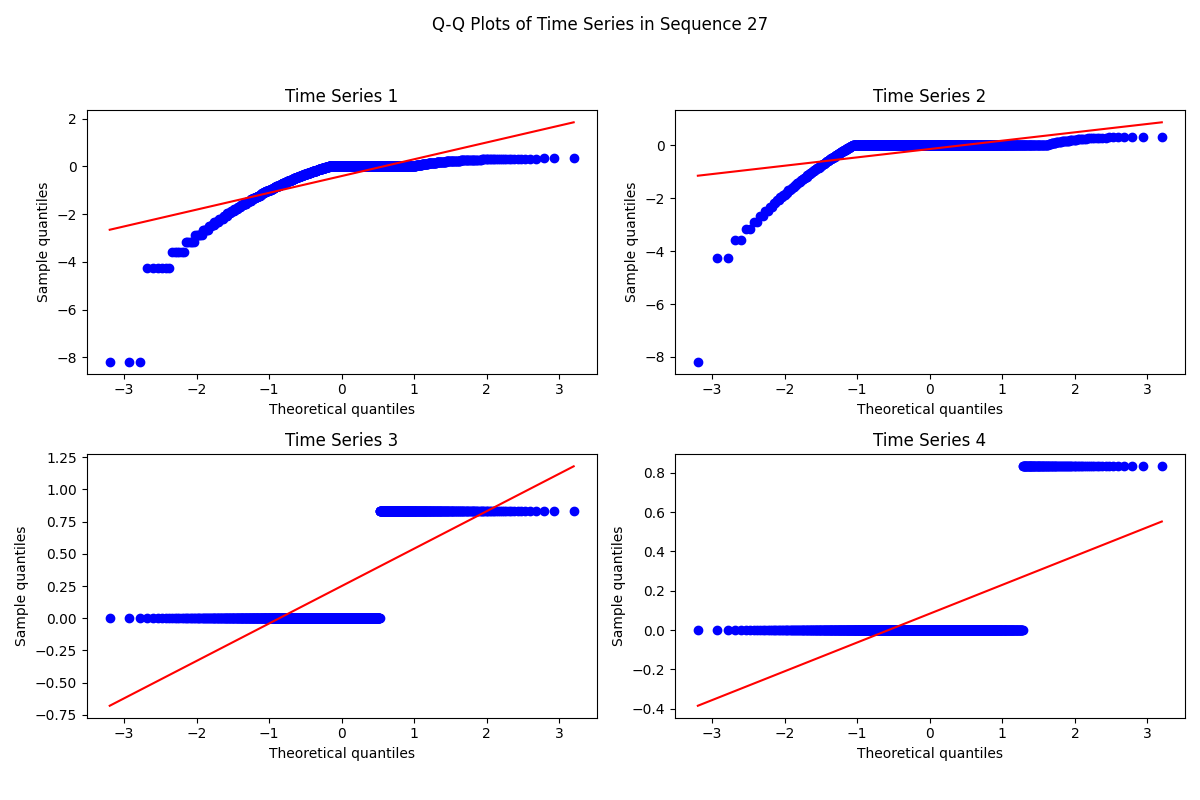 Q-Q Plots of Time Series in Sequence 27
Time Series 1
Sample quantiles
2
0
−2
−4
−6
−8
−3 −2 −1 0 1 2 3
Theoretical quantiles
Time Series 2
Sample quantiles
0
−2
−4
−6
−8
−3 −2 −1 0 1 2 3
Theoretical quantiles
Time Series 3
Sample quantiles
1.25
1.00
0.75
0.50
0.25
0.00
−0.25
−0.50
−0.75
−3 −2 −1 0 1 2 3
Theoretical quantiles
Time Series 4
Sample quantiles
0.8
0.6
0.4
0.2
0.0
−0.2
−0.4
−3 −2 −1 0 1 2 3
Theoretical quantiles